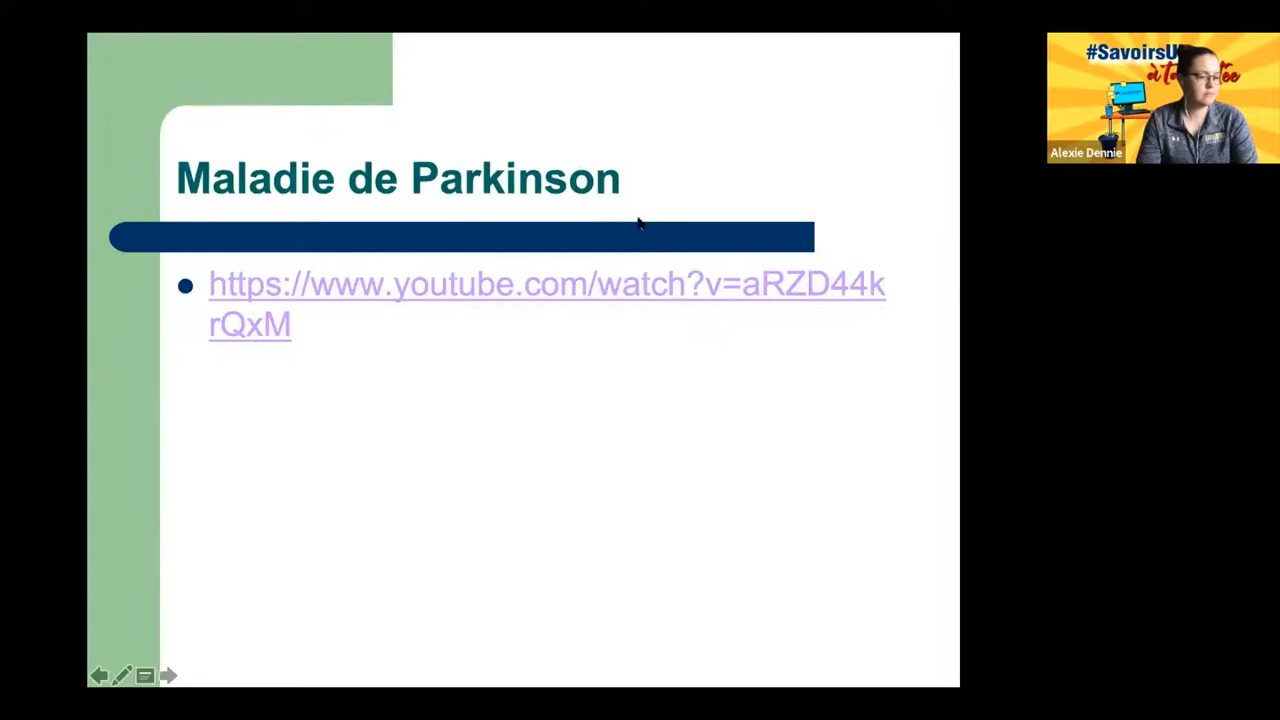 Maladie de Parkinson
https://www.youtube.com/watch?v=aRZD44k
rQxM
#SavoirsU
à
Alexie Dennie